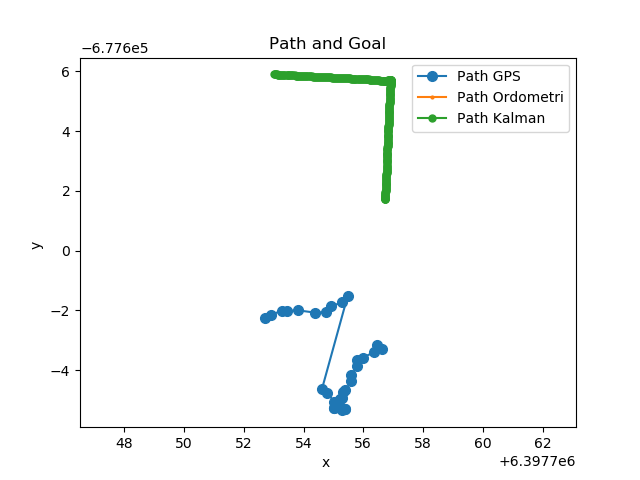 Path and Goal
−6.776e5
Path GPS
Path Ordometri
Path Kalman
6
4
2
0
−2
−4
y
48 50 52 54 56 58 60 62
x
+6.3977e6